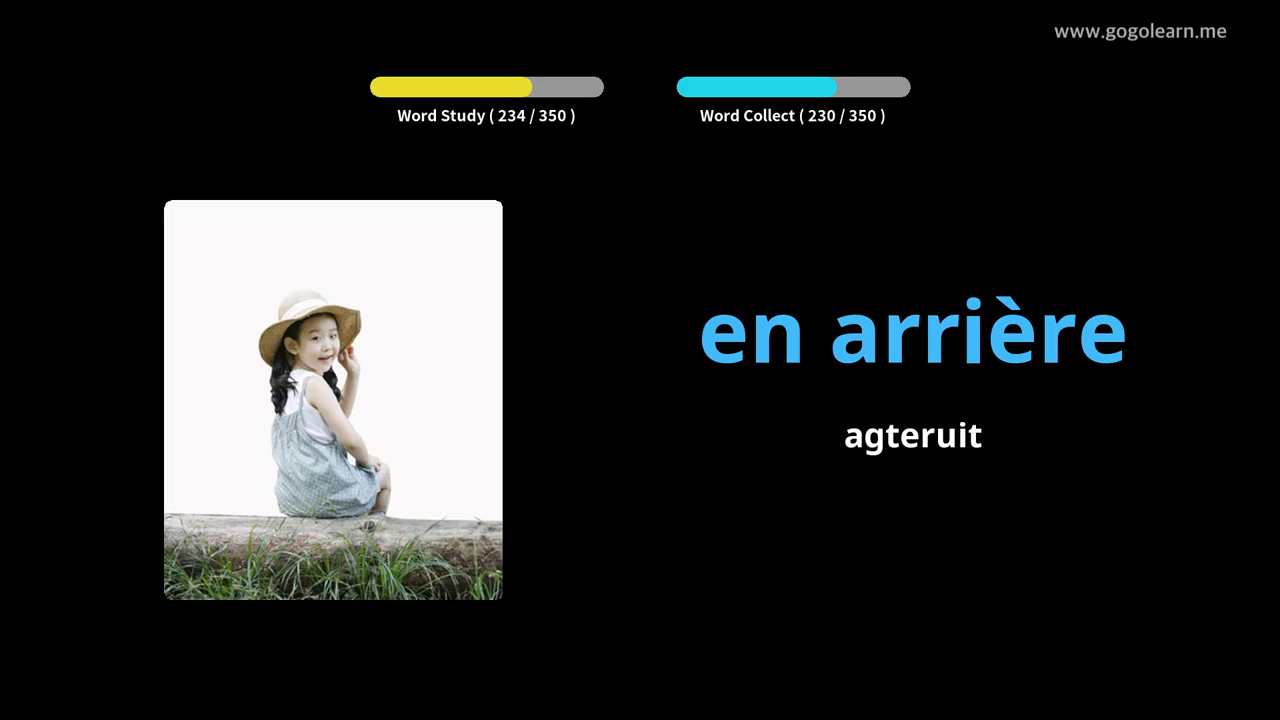 www.gogolearn.me
Word Study ( 234 / 350 )
Word Collect ( 230 / 350 )
en arrière
agteruit